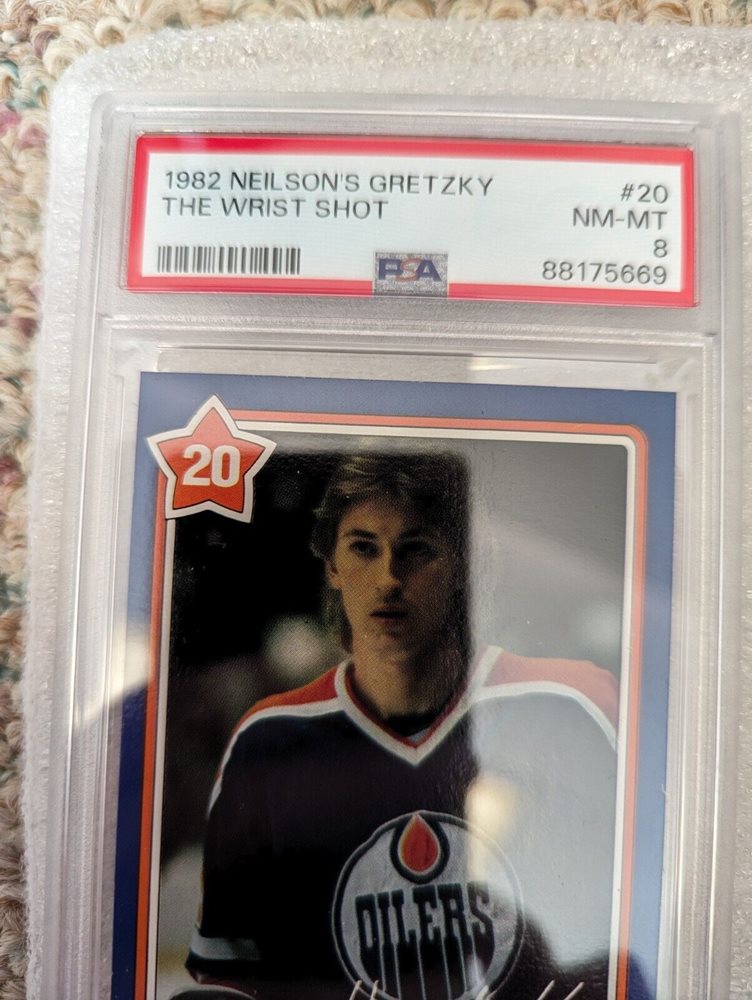 1982 NEILSON'S GRETZKY
#20
THE WRIST SHOT
NM-MT
8
PSA
88175669
20
OILERS